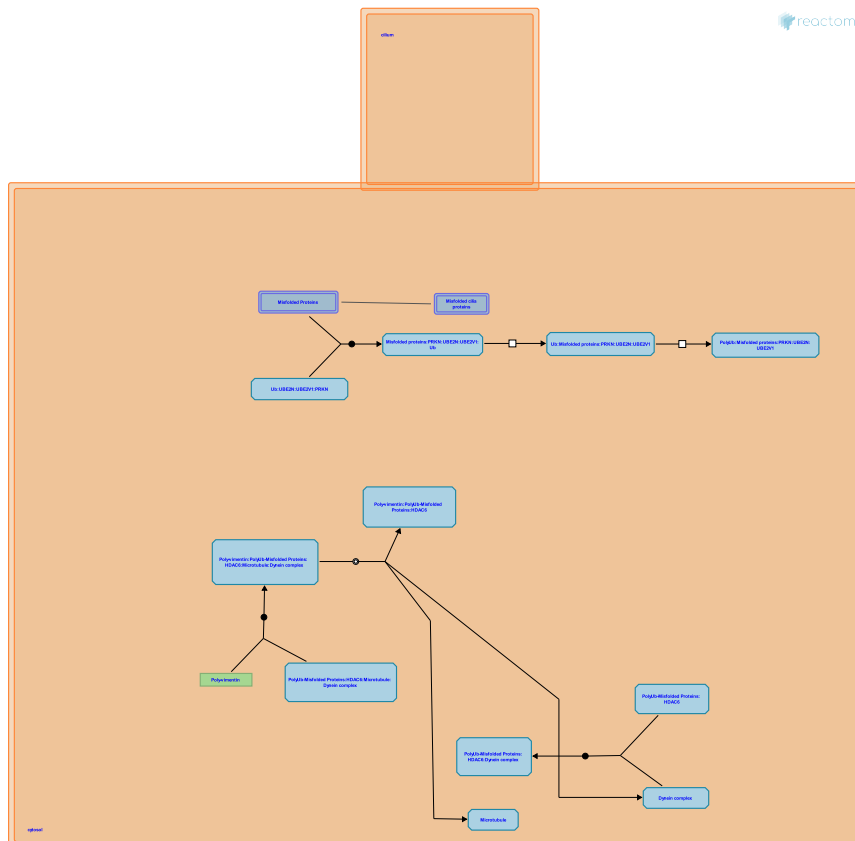 cilium
reactom
Misfolded Proteins
Misfolded cilia
proteins
Misfolded proteins:PRKN:UBE2N:UBE2V1:
Ub
Ub:Misfolded proteins:PRKN:UBE2N:UBE2V1
PolyUb:Misfolded proteins:PRKN:UBE2N:
UBE2V1
Ub:UBE2N:UBE2V1:PRKN
Polyvimentin:PolyUb-Misfolded
Proteins:HDAC6
Polyvimentin:PolyUb-Misfolded Proteins:
HDAC6:Microtubule:Dynein complex
Polyvimentin
PolyUb-Misfolded Proteins:HDAC6:Microtubule:
Dynein complex
PolyUb-Misfolded Proteins:
HDAC6
PolyUb-Misfolded Proteins:
HDAC6:Dynein complex
Dynein complex
Microtubule
cytosol